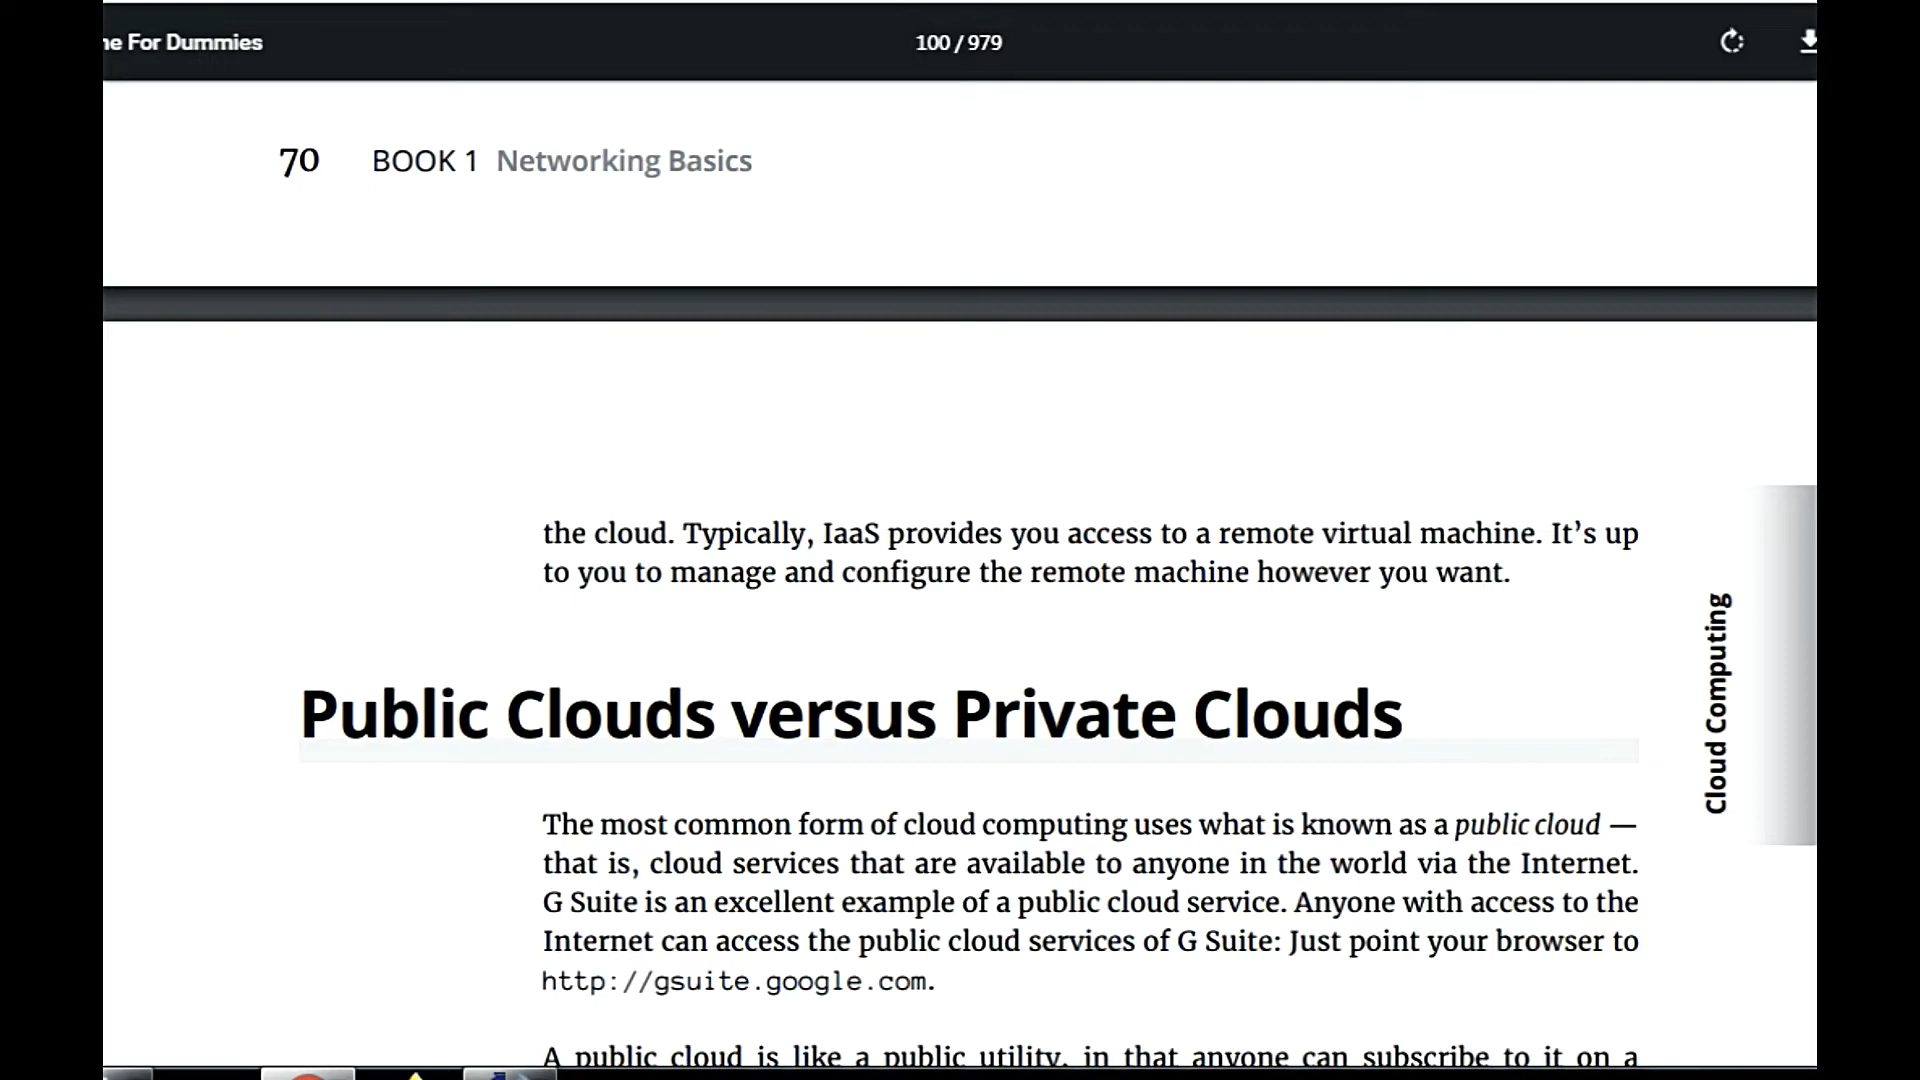 ne For Dummies
100 / 979
70 BOOK 1 Networking Basics
the cloud. Typically, IaaS provides you access to a remote virtual machine. It’s up
to you to manage and configure the remote machine however you want.
Cloud Computing
Public Clouds versus Private Clouds
The most common form of cloud computing uses what is known as a public cloud —
that is, cloud services that are available to anyone in the world via the Internet.
G Suite is an excellent example of a public cloud service. Anyone with access to the
Internet can access the public cloud services of G Suite: Just point your browser to
http://gsuite.google.com.
A public cloud is like a public utility, in that anyone can subscribe to it on a